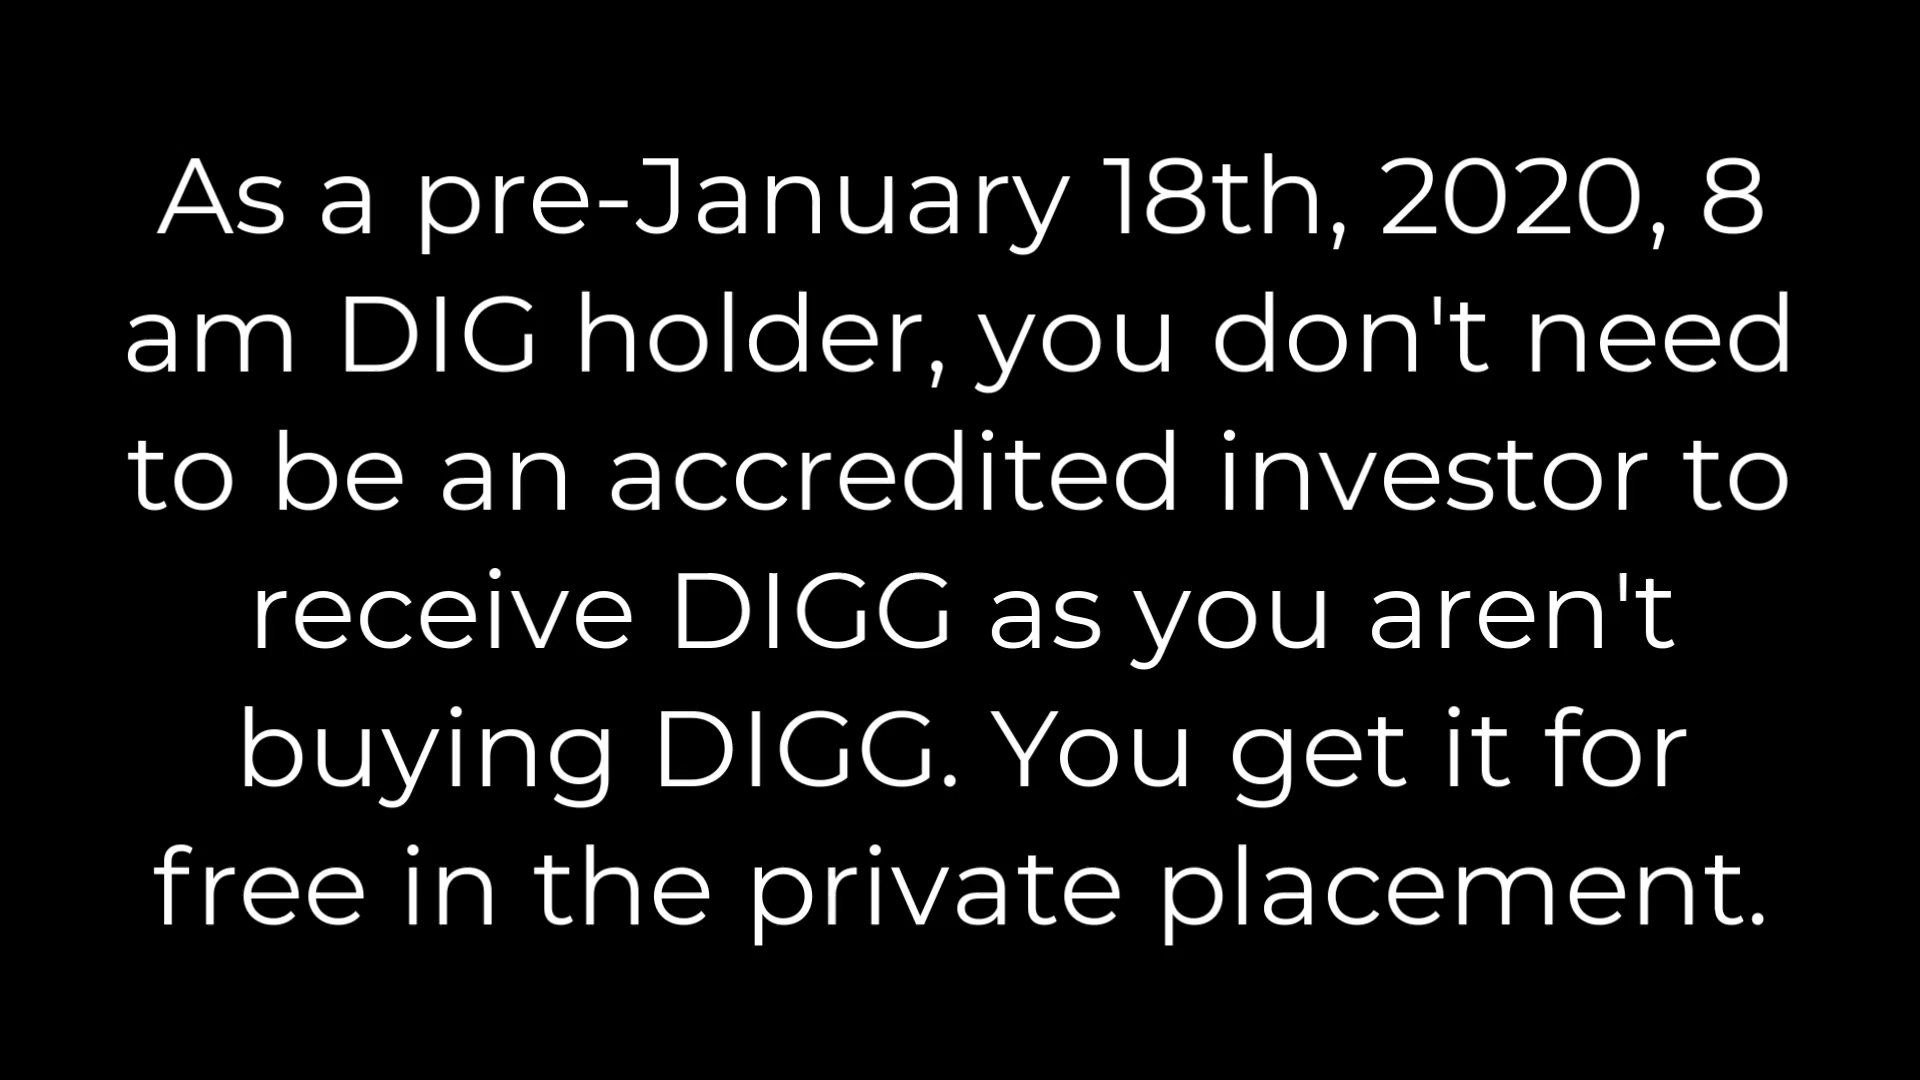 As a pre-January 18th, 2020, 8
am DIG holder, you don't need
to be an accredited investor to
receive DIGG as you aren't
buying DIGG. You get it for
free in the private placement.